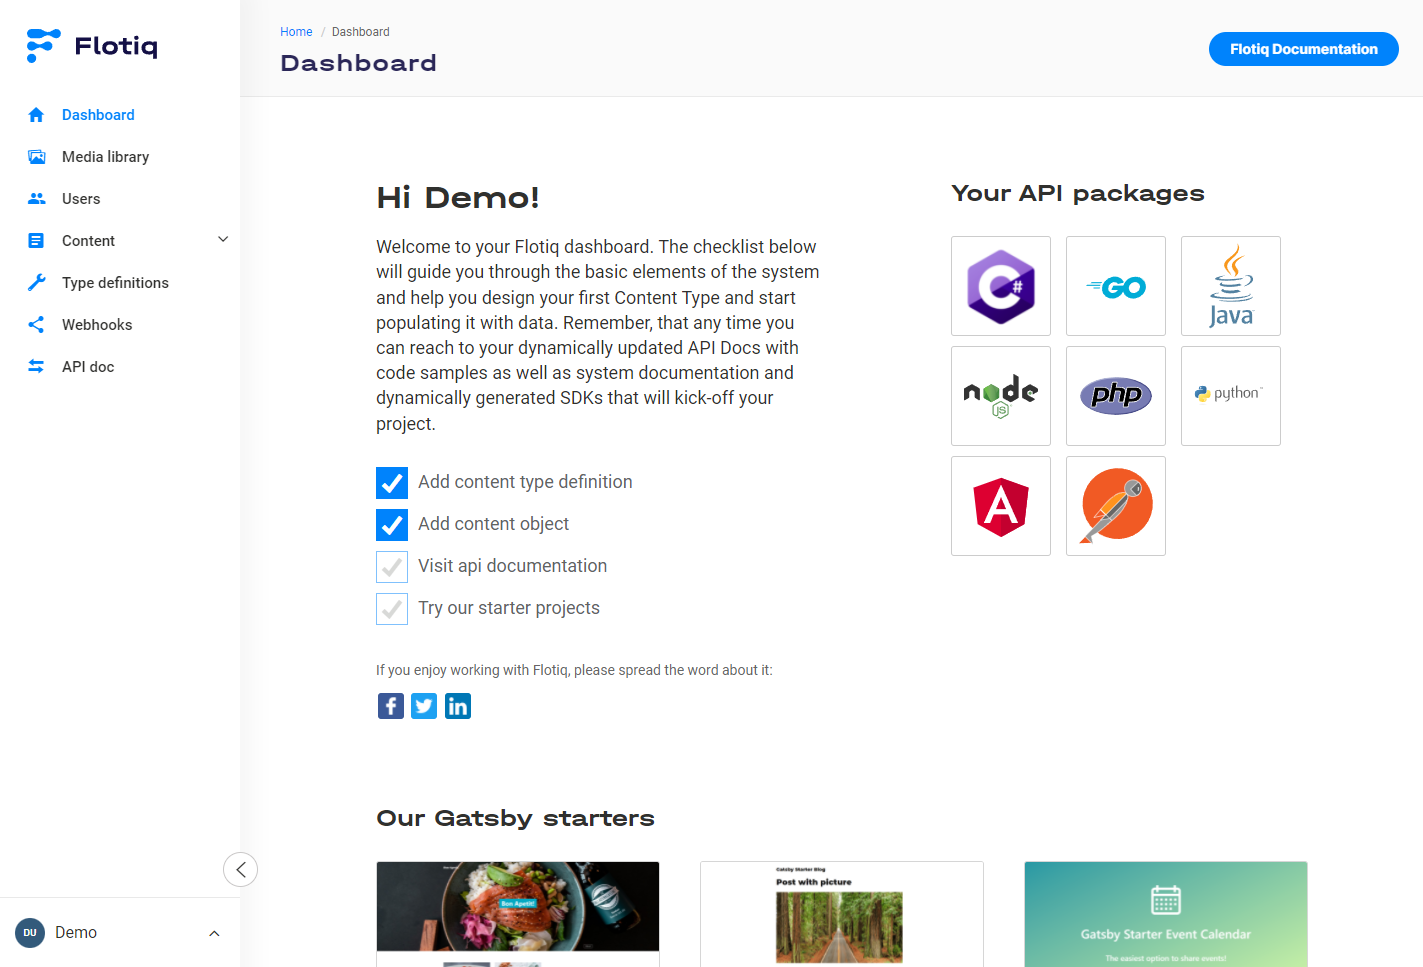 Flotiq
Dashboard
Media library
Users
Content
Type definitions
Webhooks
API doc
DU
Demo
Home / Dashboard
Dashboard
Flotiq Documentation
Hi Demo!
Welcome to your Flotiq dashboard. The checklist below
will guide you through the basic elements of the system
and help you design your first Content Type and start
populating it with data. Remember, that any time you
can reach to your dynamically updated API Docs with
code samples as well as system documentation and
dynamically generated SDKs that will kick-off your
project.
Add content type definition
Add content object
Visit api documentation
Try our starter projects
If you enjoy working with Flotiq, please spread the word about it:
f
in
Your API packages
C#
GO
Java
node
JS
php
python
A
Our Gatsby starters
Bon Apetit!
Gatsby Starter Blog
Post with picture
Gatsby Starter Event Calendar
The easiest option to share events!